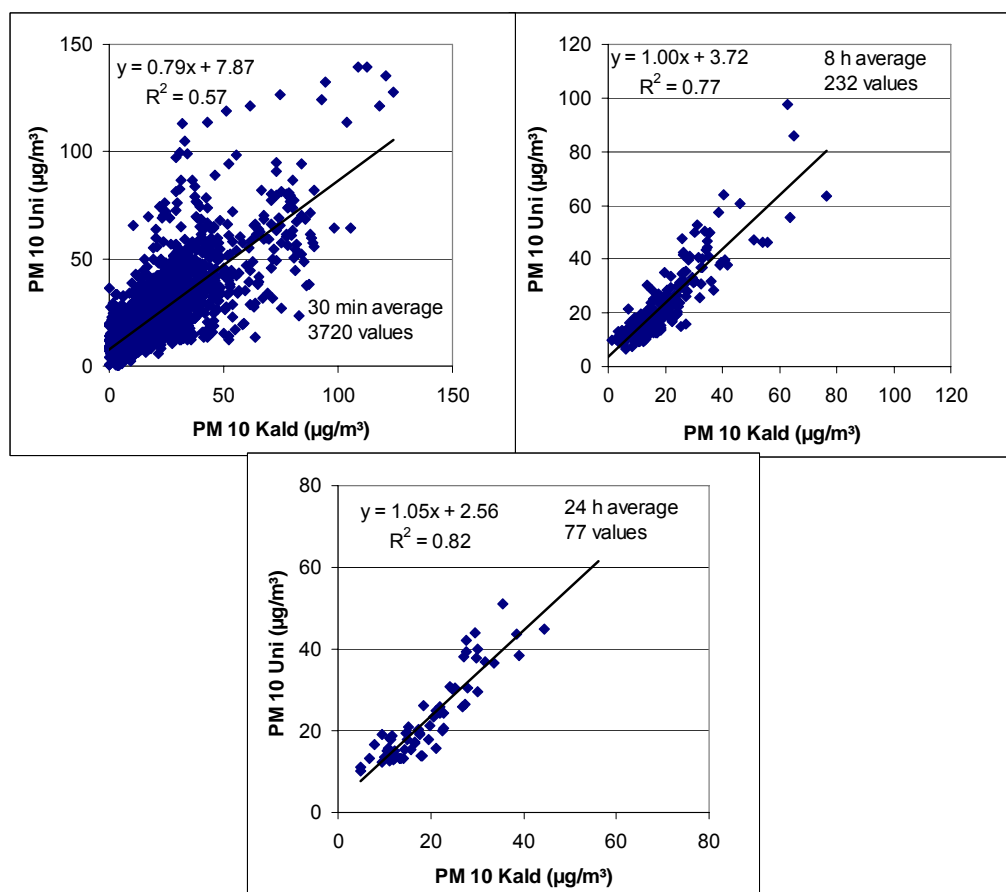 150
y = 0.79x + 7.87
R² = 0.57
100
50
0
30 min average
3720 values
0 50 100 150
PM 10 Uni (µg/m³)
PM 10 Kald (µg/m³)
120
y = 1.00x + 3.72
R² = 0.77
8 h average
232 values
100
80
60
40
20
0
0 20 40 60 80 100 120
PM 10 Uni (µg/m³)
PM 10 Kald (µg/m³)
80
y = 1.05x + 2.56
R² = 0.82
24 h average
77 values
60
40
20
0
0 20 40 60 80
PM 10 Uni (µg/m³)
PM 10 Kald (µg/m³)